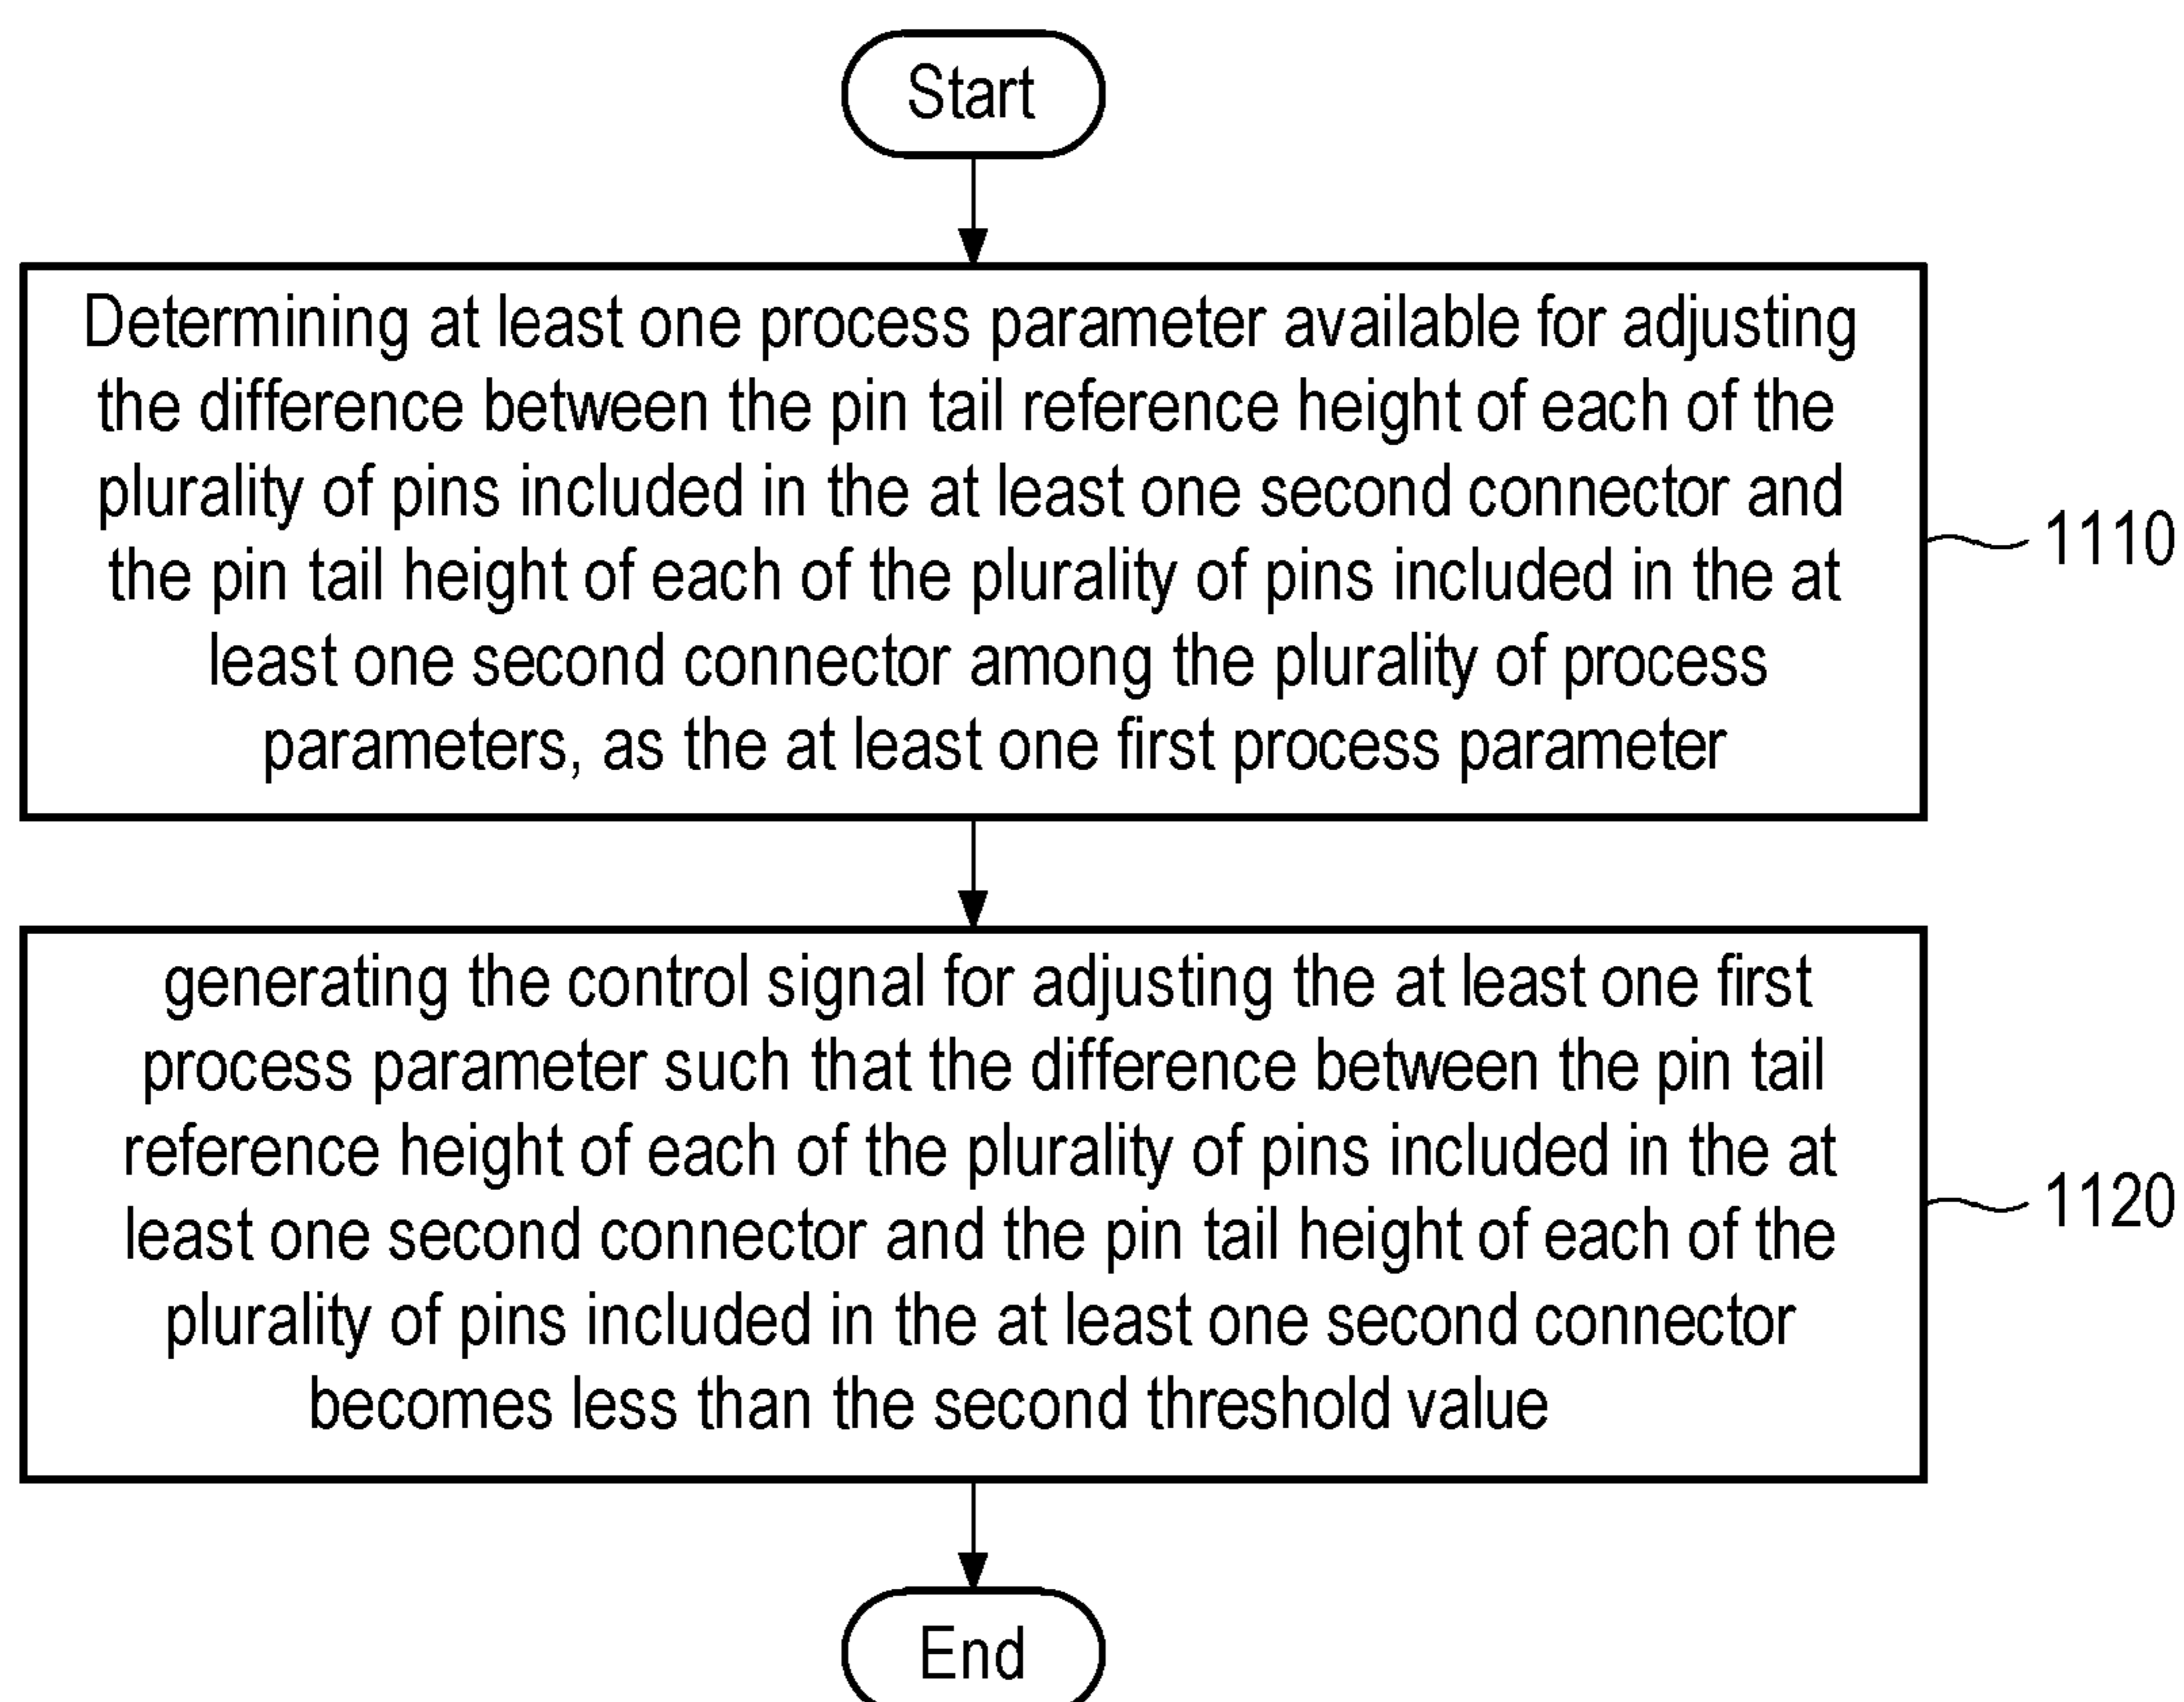 Start
Determining at least one process parameter available for adjusting
the difference between the pin tail reference height of each of the
plurality of pins included in the at least one second connector and
the pin tail height of each of the plurality of pins included in the at
least one second connector among the plurality of process
parameters, as the at least one first process parameter
1110
generating the control signal for adjusting the at least one first
process parameter such that the difference between the pin tail
reference height of each of the plurality of pins included in the at
least one second connector and the pin tail height of each of the
plurality of pins included in the at least one second connector
becomes less than the second threshold value
1120
End